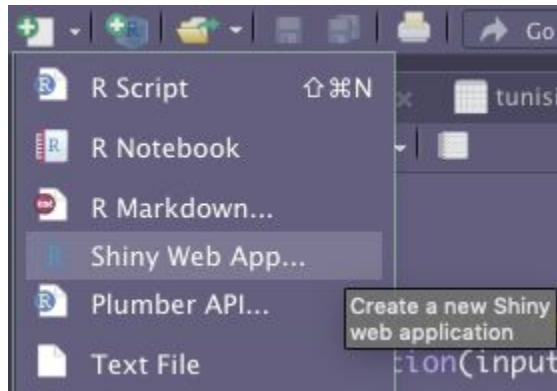 Go
R Script ⇧⌘N
tunisi
R Notebook
R Markdown...
Shiny Web App...
Plumber API...
Create a new Shiny
web application
Text File
tion(input